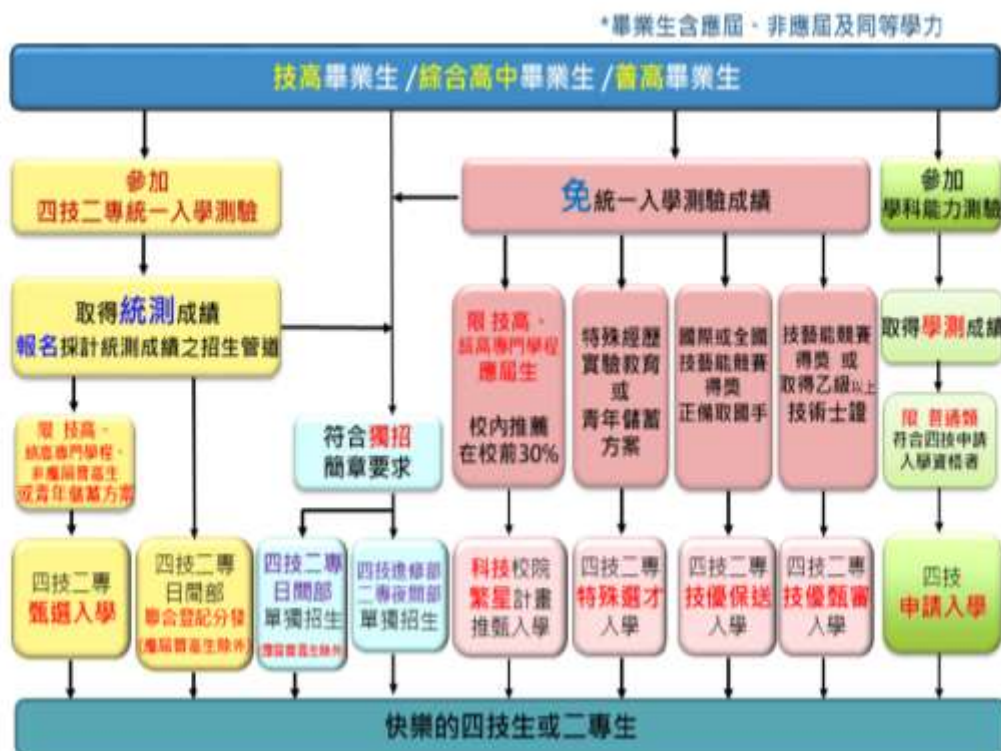 *畢業生含應屆、非應屆及同等學力
技高畢業生/綜合高中畢業生/普高畢業生
參加
四技二專統一入學測驗
免統一入學測驗成績
參加
學科能力測驗
取得統測成績
報名採計統測成績之招生管道
限 技高、
綜高專門學程
應屆生
校內推薦
在校前30%
特殊經歷
實驗教育
或
青年儲蓄
方案
國際或全國
技藝能競賽
得獎
正備取國手
技藝能競賽
得獎 或
取得乙級以上
技術士證
取得學測成績
限 技高、
綜高專門學程、
非應屆普高生
或青年儲蓄方案
符合獨招
簡章要求
限 普通類
符合四技申請
入學資格者
四技二專
甄選入學
四技二專
日間部
聯合登記分發
(應屆普高生除外)
四技二專
日間部
單獨招生
(應屆普高生除外)
四技進修部
二專夜間部
單獨招生
科技校院
繁星計畫
推甄入學
四技二專
特殊選才
入學
四技二專
技優保送
入學
四技二專
技優甄審
入學
四技
申請入學
快樂的四技生或二專生